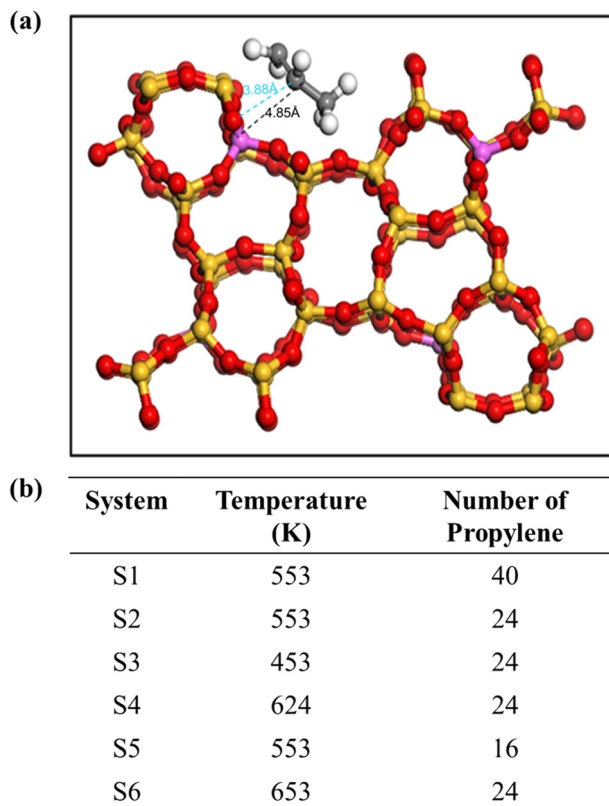 (a)
3.88Å
4.85Å
(b)
System Temperature (K) Number of Propylene
S1 553 40
S2 553 24
S3 453 24
S4 624 24
S5 553 16
S6 653 24